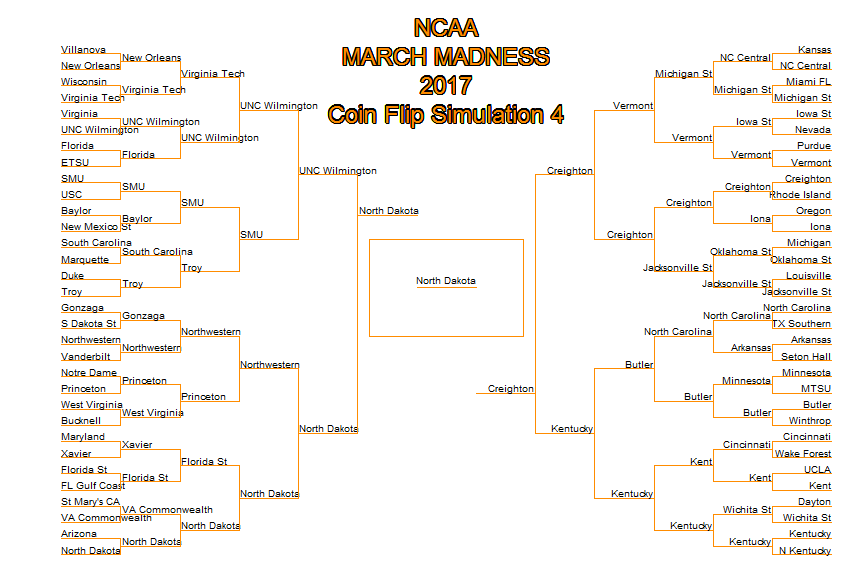 NCAA
MARCH MADNESS
2017
Coin Flip Simulation 4
Villanova
New Orleans
Wisconsin
Virginia Tech
Virginia
UNC Wilmington
Florida
ETSU
SMU
USC
Baylor
New Mexico St
South Carolina
Marquette
Duke
Troy
Gonzaga
S Dakota St
Northwestern
Vanderbilt
Notre Dame
Princeton
West Virginia
Bucknell
Maryland
Xavier
Florida St
FL Gulf Coast
St Mary's CA
VA Commonwealth
Arizona
North Dakota
New Orleans
Virginia Tech
UNC Wilmington
Florida
SMU
Baylor
South Carolina
Troy
Gonzaga
Northwestern
Princeton
West Virginia
Xavier
Florida St
VA Commonwealth
North Dakota
Virginia Tech
UNC Wilmington
SMU
Troy
Northwestern
Princeton
Florida St
North Dakota
UNC Wilmington
SMU
Northwestern
North Dakota
UNC Wilmington
North Dakota
North Dakota
North Dakota
Creighton
Creighton
Kentucky
Vermont
Creighton
Butler
Kentucky
Michigan St
Vermont
Creighton
Jacksonville St
North Carolina
Butler
Kent
Kentucky
NC Central
Michigan St
Iowa St
Vermont
Creighton
Iona
Oklahoma St
Jacksonville St
North Carolina
Arkansas
Minnesota
Butler
Cincinnati
Kent
Wichita St
Kentucky
Kansas
NC Central
Miami FL
Michigan St
Iowa St
Nevada
Purdue
Vermont
Creighton
Rhode Island
Oregon
Iona
Michigan
Oklahoma St
Louisville
Jacksonville St
North Carolina
TX Southern
Arkansas
Seton Hall
Minnesota
MTSU
Butler
Winthrop
Cincinnati
Wake Forest
UCLA
Kent
Dayton
Wichita St
Kentucky
N Kentucky